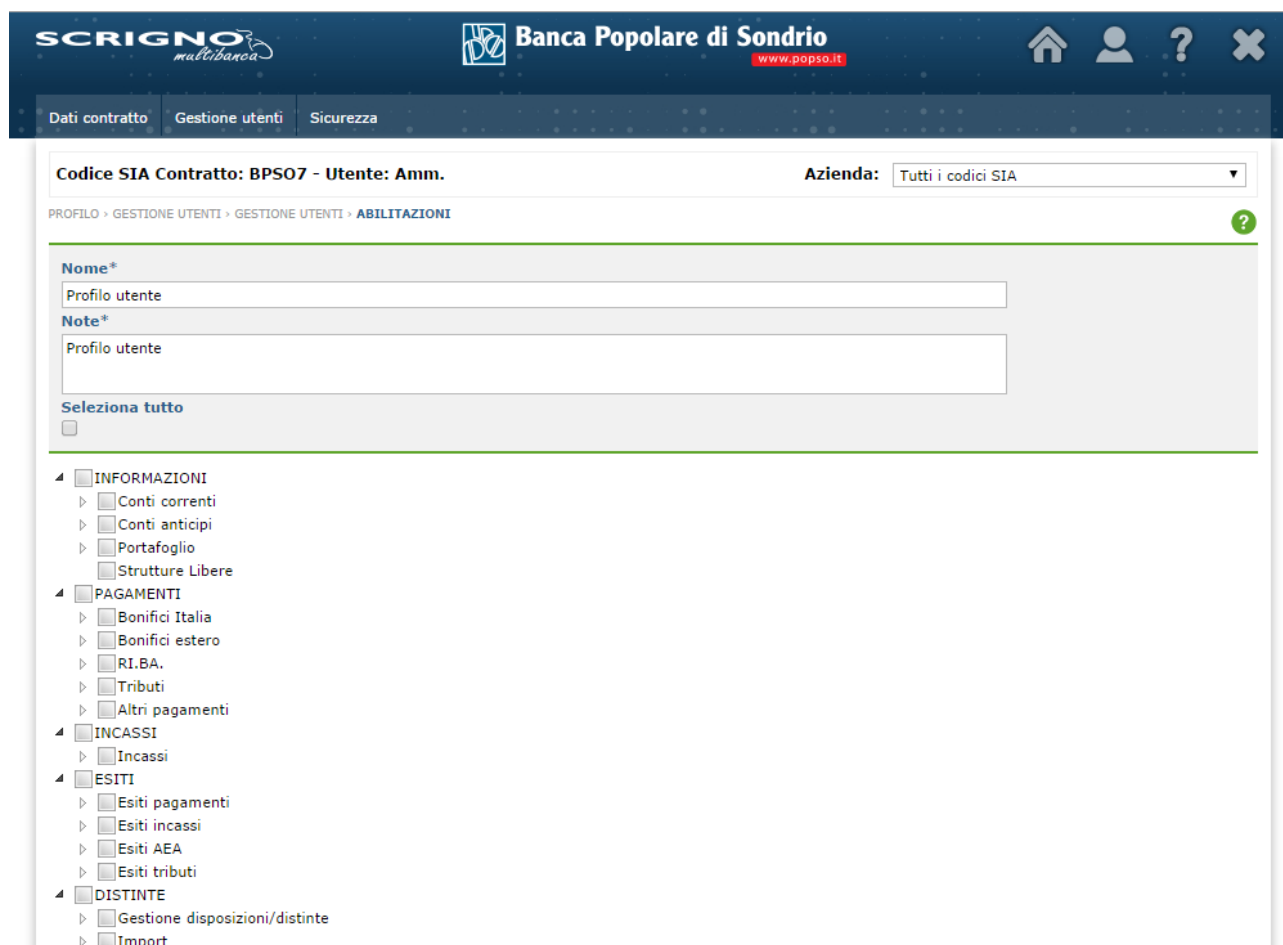 SCRIGNO
multibanca
Banca Popolare di Sondrio
www.popso.it
?
Dati contratto Gestione utenti Sicurezza
Codice SIA Contratto: BPSO7 - Utente: Amm. Azienda: Tutti i codici SIA
PROFILO › GESTIONE UTENTI › GESTIONE UTENTI › ABILITAZIONI
?
Nome*
Profilo utente
Note*
Profilo utente
Seleziona tutto
INFORMAZIONI
Conti correnti
Conti anticipi
Portafoglio
Strutture Libere
PAGAMENTI
Bonifici Italia
Bonifici estero
RI.BA.
Tributi
Altri pagamenti
INCASSI
Incassi
ESITI
Esiti pagamenti
Esiti incassi
Esiti AEA
Esiti tributi
DISTINTE
Gestione disposizioni/distinte
Import